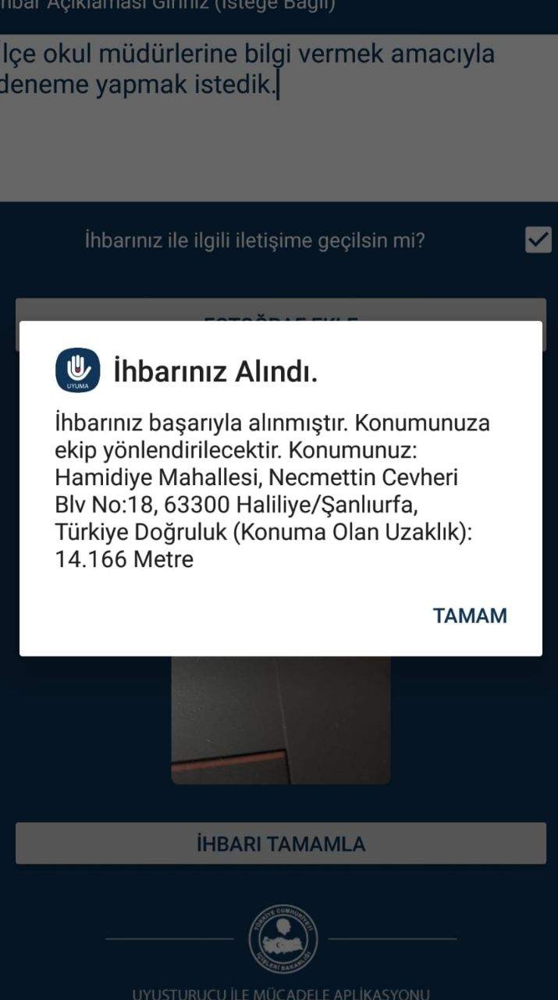 İhbar Açıklaması Giriniz (İsteğe Bağlı)
İlçe okul müdürlerine bilgi vermek amacıyla
deneme yapmak istedik.
İhbarınız ile ilgili iletişime geçilsin mi?
FOTOĞRAF EKLE
UYUMA
İhbarınız Alındı.
İhbarınız başarıyla alınmıştır. Konumunuza
ekip yönlendirilecektir. Konumunuz:
Hamidiye Mahallesi, Necmettin Cevheri
Blv No:18, 63300 Haliliye/Şanlıurfa,
Türkiye Doğruluk (Konuma Olan Uzaklık):
14.166 Metre
TAMAM
İHBARI TAMAMLA
TÜRKİYE CUMHURİYETİ
İÇİŞLERİ BAKANLIĞI
UYUŞTURUCU İLE MÜCADELE APLİKASYONU